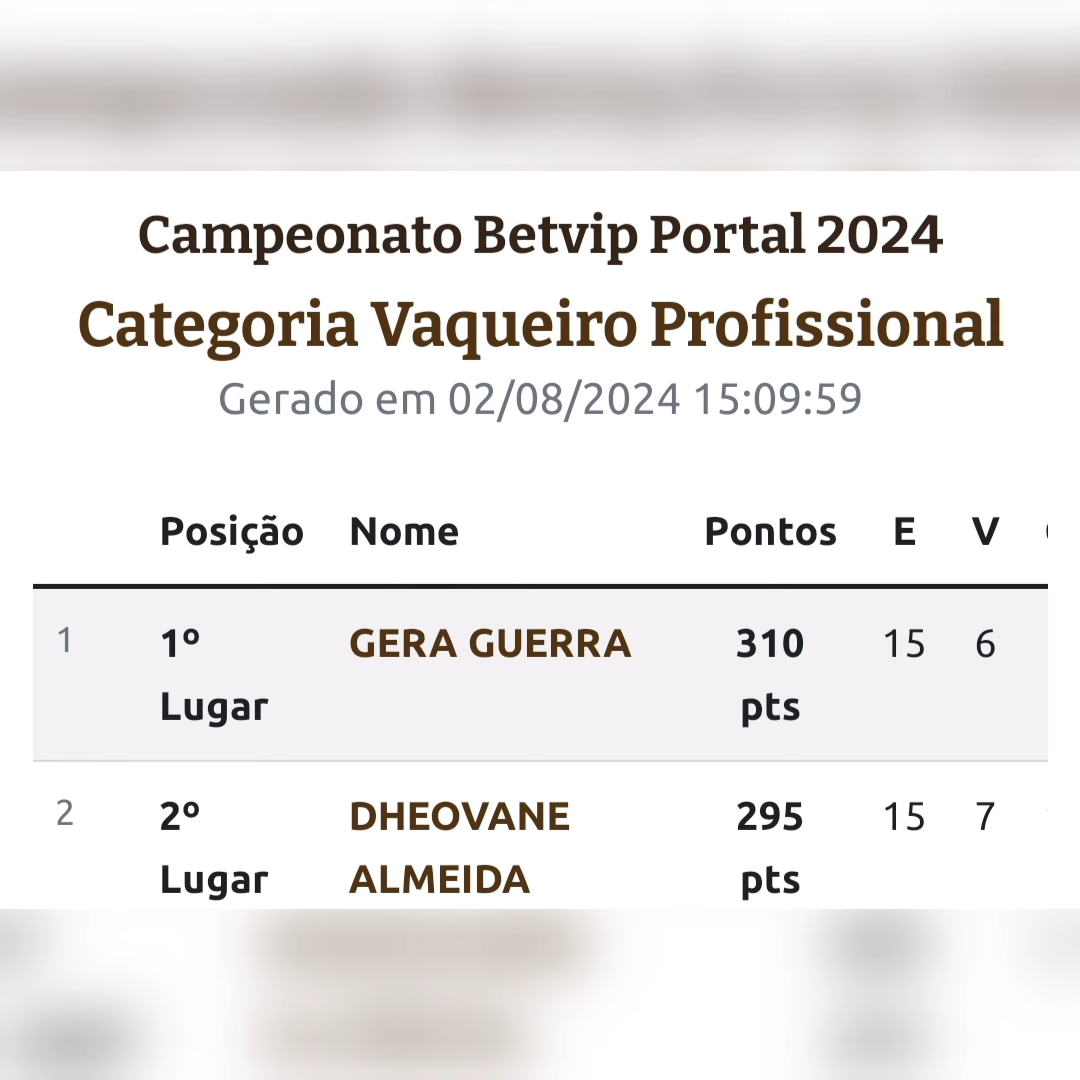 Campeonato Betvip Portal 2024
Categoria Vaqueiro Profissional
Gerado em 02/08/2024 15:09:59
Posição Nome Pontos E V
1 1º GERA GUERRA 310 15 6
Lugar pts
2 2º DHEOVANE 295 15 7
Lugar ALMEIDA pts